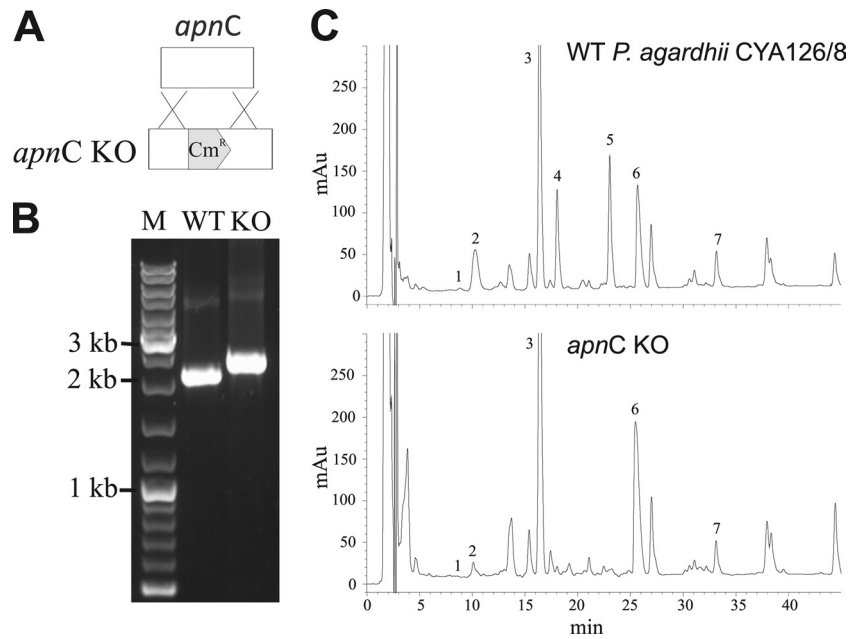 A
apnC
apnC KO
Cm^R
B
M WT KO
3 kb
2 kb
1 kb
C
WT P. agardhii CYA126/8
mAu
300
250
200
150
100
50
0
1
2
3
4
5
6
7
apnC KO
mAu
250
200
150
100
50
0
1
2
3
6
7
0 5 10 15 20 25 30 35 40
min